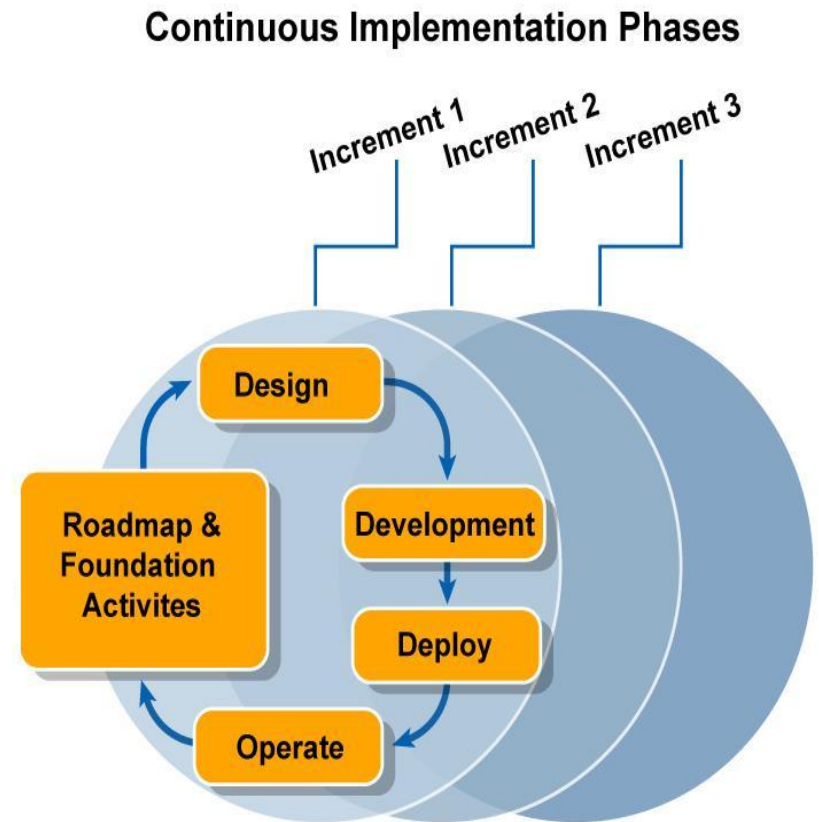 Continuous Implementation Phases
Increment 1
Increment 2
Increment 3
Design
Development
Deploy
Operate
Roadmap &
Foundation
Activites